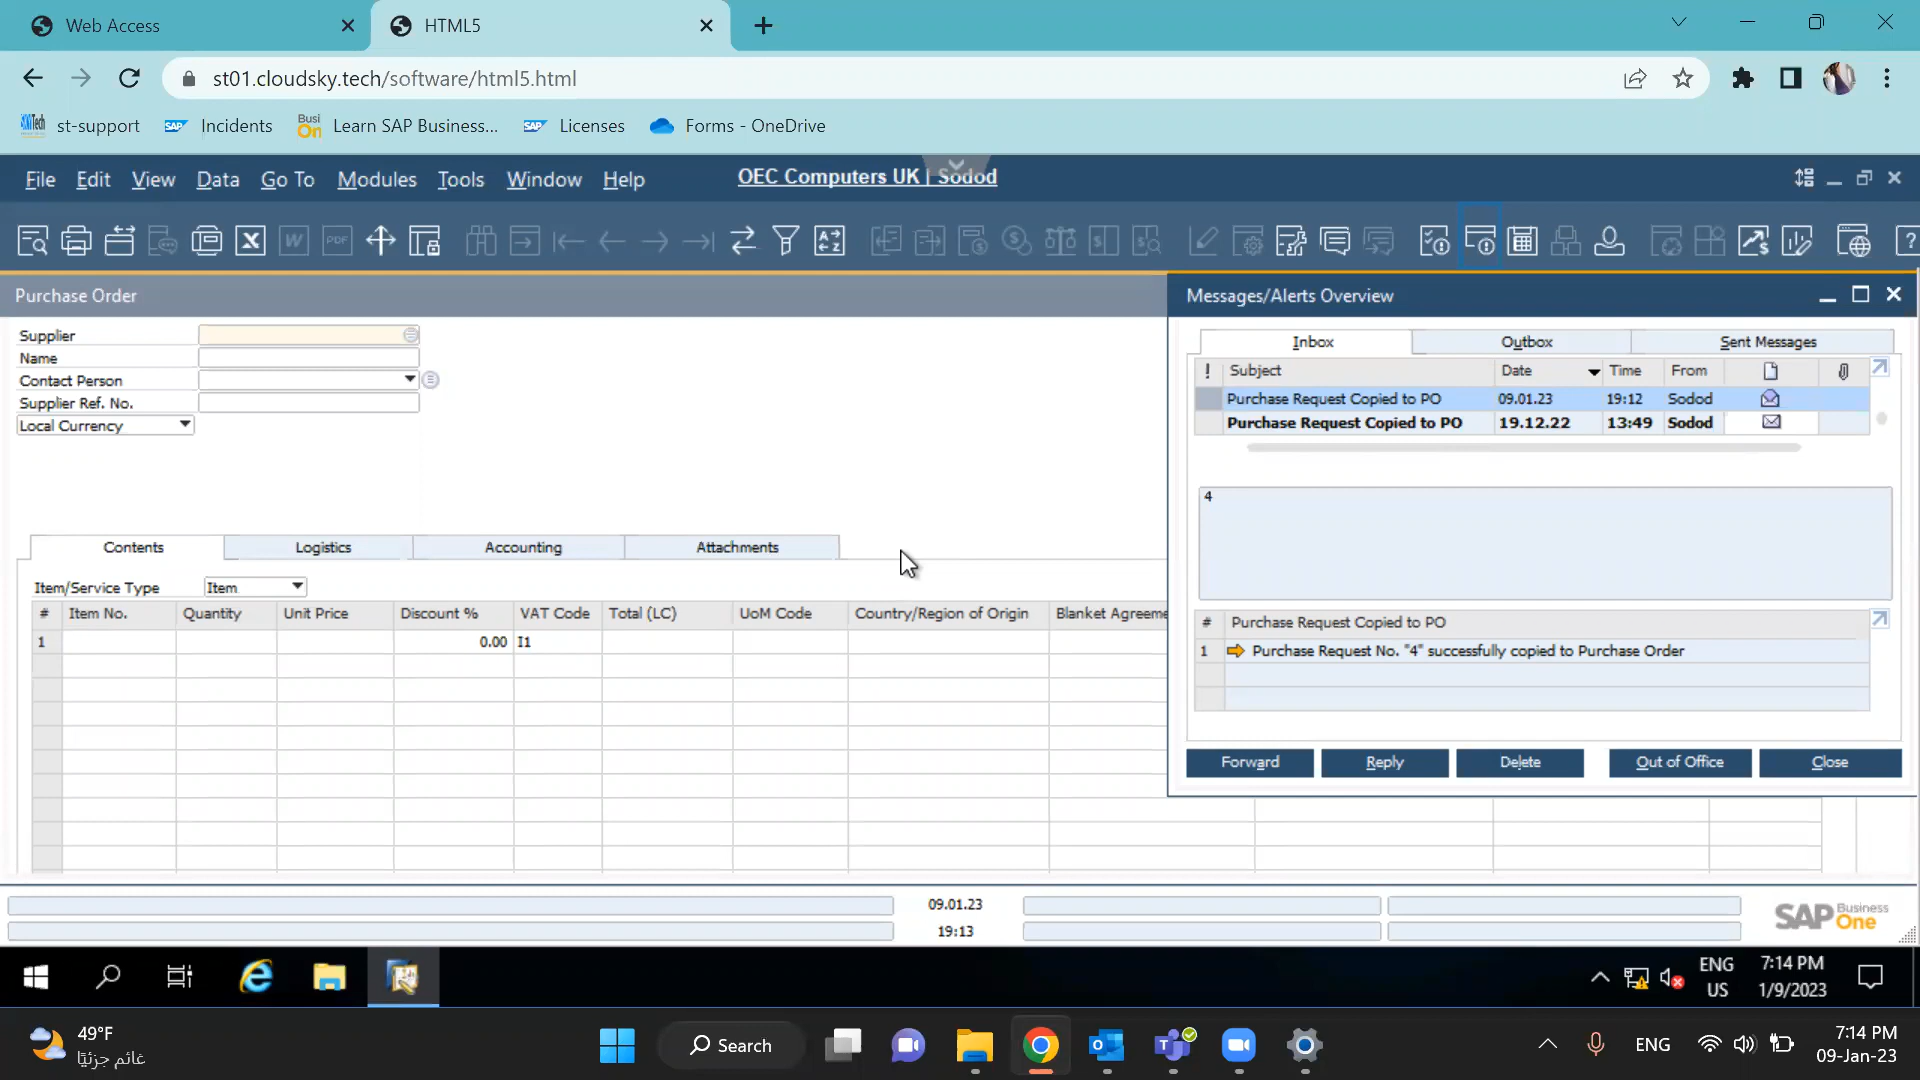 Web Access
HTML5
st01.cloudsky.tech/software/html5.html
st-support
SAP Incidents
Busi On Learn SAP Business...
SAP Licenses
Forms - OneDrive
File Edit View Data Go To Modules Tools Window Help
OEC Computers UK | Sodod
Purchase Order
Supplier
Name
Contact Person
Supplier Ref. No.
Local Currency
Contents Logistics Accounting Attachments
Item/Service Type Item
# Item No. Quantity Unit Price Discount % VAT Code Total (LC) UoM Code Country/Region of Origin Blanket Agreeme
1 0.00 I1
Messages/Alerts Overview
Inbox Outbox Sent Messages
! Subject Date Time From
Purchase Request Copied to PO 09.01.23 19:12 Sodod
Purchase Request Copied to PO 19.12.22 13:49 Sodod
4
# Purchase Request Copied to PO
1 Purchase Request No. "4" successfully copied to Purchase Order
Forward Reply Delete Out of Office Close
09.01.23
19:13
SAP Business One
ENG
US
7:14 PM
1/9/2023
49°F
غائم جزئيًا
Search
ENG
7:14 PM
09-Jan-23